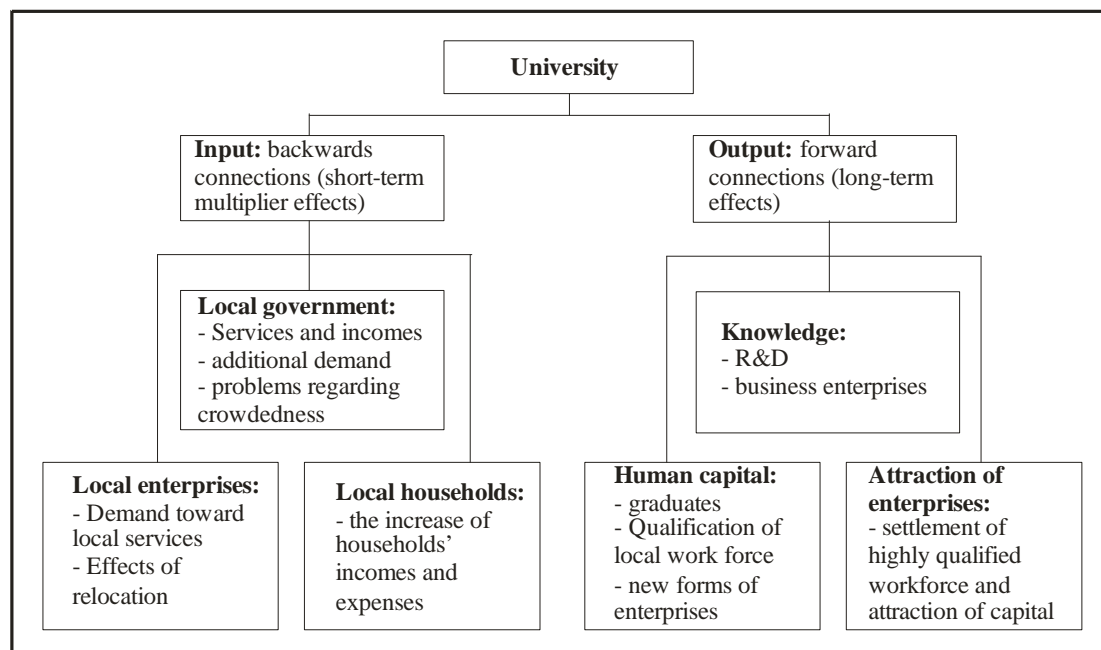 University
Input: backwards
connections (short-term
multiplier effects)
Output: forward
connections (long-term
effects)
Local government:
- Services and incomes
- additional demand
- problems regarding
crowdedness
Knowledge:
- R&D
- business enterprises
Local enterprises:
- Demand toward
local services
- Effects of
relocation
Local households:
- the increase of
households’
incomes and
expenses
Human capital:
- graduates
- Qualification of
local work force
- new forms of
enterprises
Attraction of
enterprises:
- settlement of
highly qualified
workforce and
attraction of capital